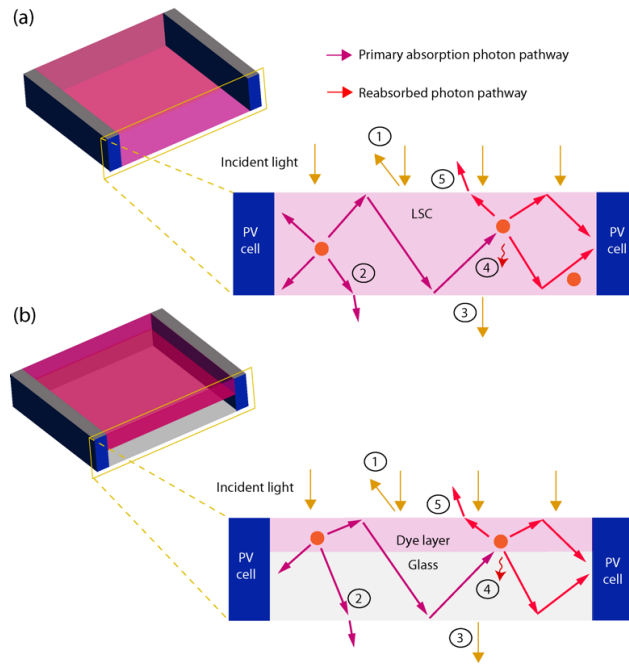 (a)
Primary absorption photon pathway
Reabsorbed photon pathway
1
Incident light
5
LSC
PV
cell
PV
cell
2
4
3
(b)
1
Incident light
5
Dye layer
PV
cell
PV
cell
Glass
2
4
3